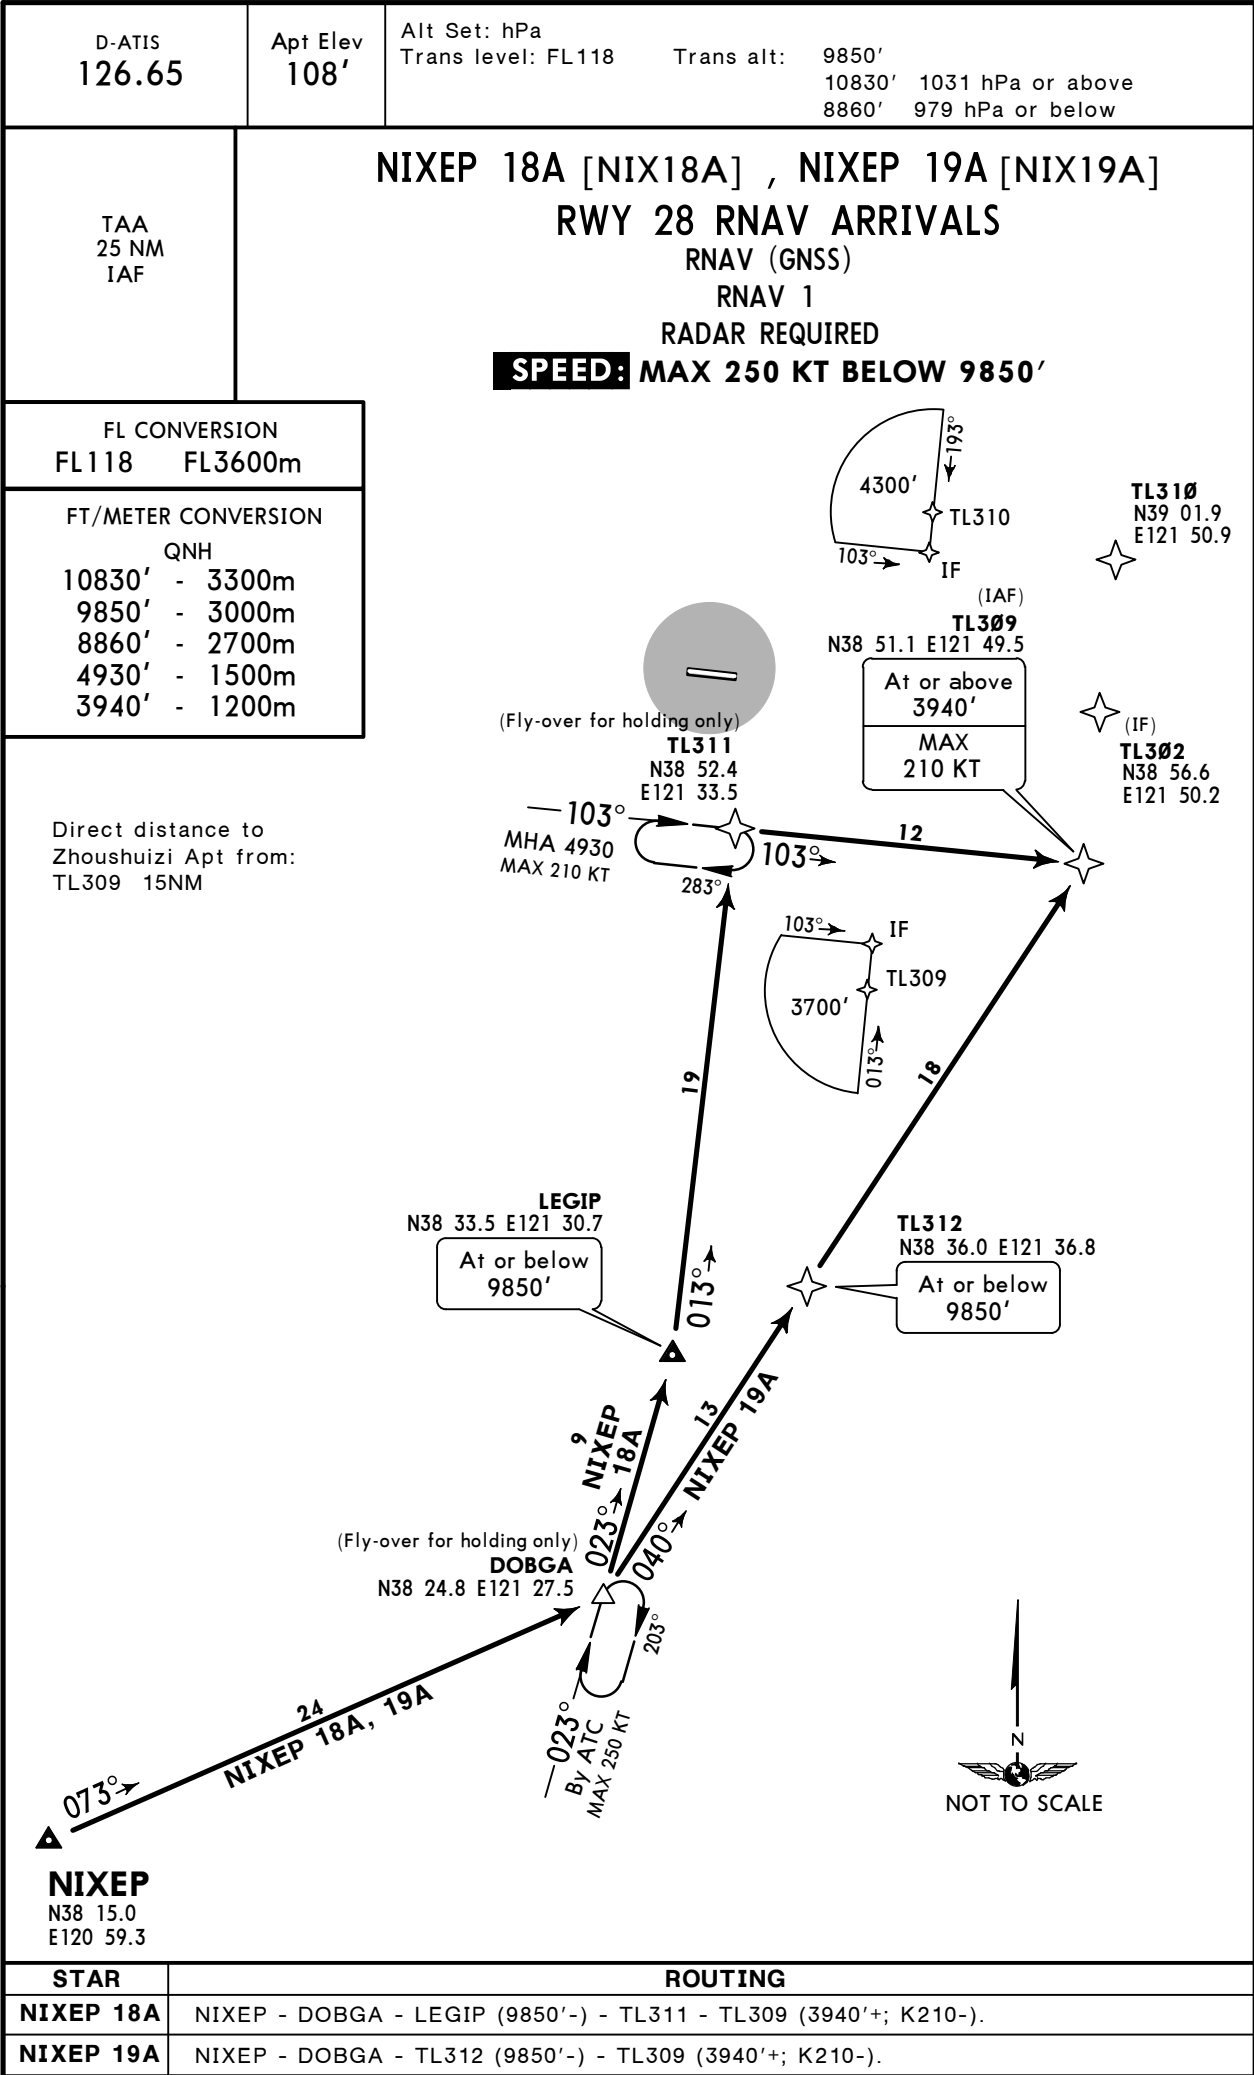 D-ATIS
126.65
Apt Elev
108'
Alt Set: hPa
Trans level: FL118 Trans alt: 9850'
10830' 1031 hPa or above
8860' 979 hPa or below
TAA
25 NM
IAF
NIXEP 18A [NIX18A] , NIXEP 19A [NIX19A]
RWY 28 RNAV ARRIVALS
RNAV (GNSS)
RNAV 1
RADAR REQUIRED
SPEED: MAX 250 KT BELOW 9850'
FL CONVERSION
FL118 FL3600m
FT/METER CONVERSION
QNH
10830' - 3300m
9850' - 3000m
8860' - 2700m
4930' - 1500m
3940' - 1200m
Direct distance to
Zhoushuizi Apt from:
TL309 15NM
193°
4300'
TL310
103°
IF
TL31Ø
N39 01.9
E121 50.9
(IAF)
TL3Ø9
N38 51.1 E121 49.5
At or above
3940'
MAX
210 KT
(IF)
TL3Ø2
N38 56.6
E121 50.2
(Fly-over for holding only)
TL311
N38 52.4
E121 33.5
103°
MHA 4930
MAX 210 KT
283°
103°
12
103°
IF
TL309
3700'
013°
19
18
LEGIP
N38 33.5 E121 30.7
At or below
9850'
013°
TL312
N38 36.0 E121 36.8
At or below
9850'
9
NIXEP
18A
023°
13
NIXEP 19A
040°
(Fly-over for holding only)
DOBGA
N38 24.8 E121 27.5
203°
023°
By ATC
MAX 250 KT
24
NIXEP 18A, 19A
073°
NIXEP
N38 15.0
E120 59.3
N
NOT TO SCALE
STAR ROUTING
NIXEP 18A NIXEP - DOBGA - LEGIP (9850'-) - TL311 - TL309 (3940'+; K210-).
NIXEP 19A NIXEP - DOBGA - TL312 (9850'-) - TL309 (3940'+; K210-).